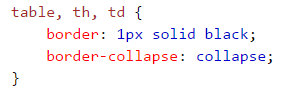 table, th, td {
    border: 1px solid black;
    border-collapse: collapse;
}